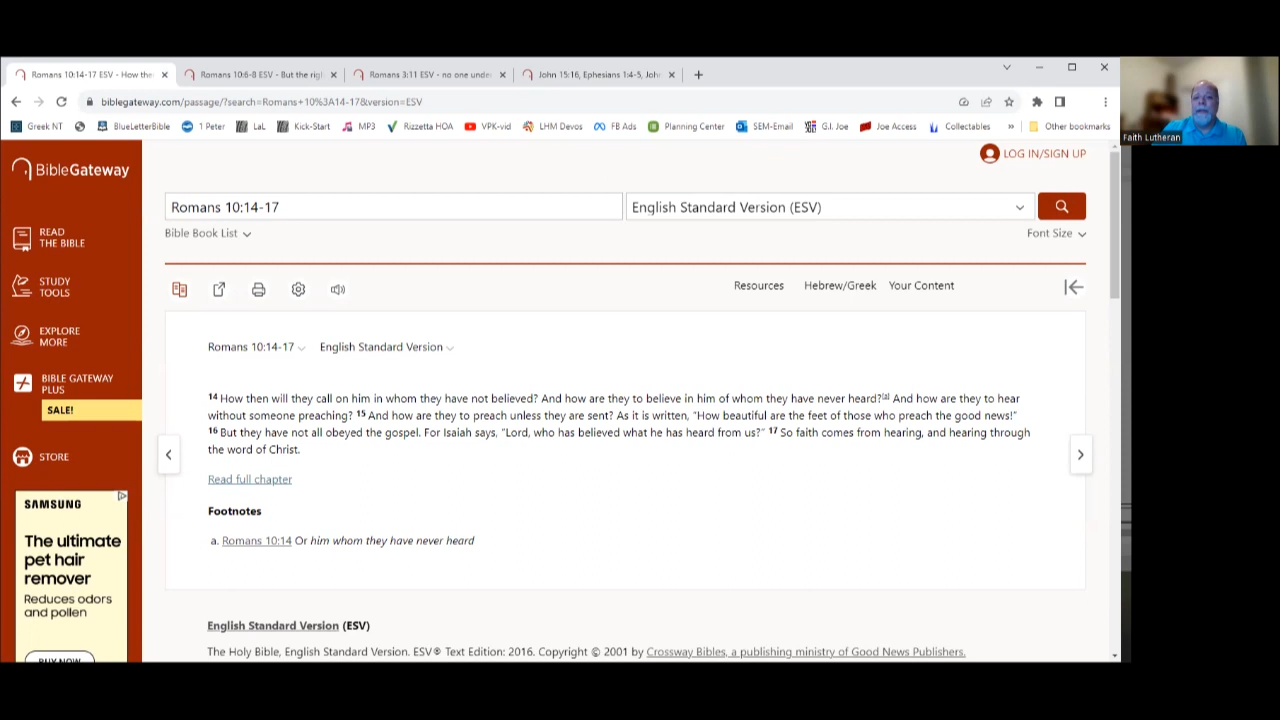 Romans 10:14-17 ESV - How the
Romans 10:6-8 ESV - But the rig
Romans 3:11 ESV - no one unde
John 15:16, Ephesians 1:4-5, Joh
biblegateway.com/passage/?search=Romans+10%3A14-17&version=ESV
Greek NT BlueLetterBible 1 Peter LaL Kick-Start MP3 Rizzetta HOA VPK-vid LHM Devos FB Ads Planning Center SEM-Email G.I. Joe Joe Access Collectables » Other bookmarks
Faith Lutheran
BibleGateway
LOG IN/SIGN UP
Romans 10:14-17
English Standard Version (ESV)
Bible Book List
Font Size
READ
THE BIBLE
STUDY
TOOLS
EXPLORE
MORE
BIBLE GATEWAY
PLUS
SALE!
STORE
Resources Hebrew/Greek Your Content
Romans 10:14-17 English Standard Version
14 How then will they call on him in whom they have not believed? And how are they to believe in him of whom they have never heard?[a] And how are they to hear
without someone preaching? 15 And how are they to preach unless they are sent? As it is written, “How beautiful are the feet of those who preach the good news!”
16 But they have not all obeyed the gospel. For Isaiah says, “Lord, who has believed what he has heard from us?” 17 So faith comes from hearing, and hearing through
the word of Christ.
Read full chapter
Footnotes
a. Romans 10:14 Or him whom they have never heard
English Standard Version (ESV)
The Holy Bible, English Standard Version. ESV® Text Edition: 2016. Copyright © 2001 by Crossway Bibles, a publishing ministry of Good News Publishers.
SAMSUNG
The ultimate
pet hair
remover
Reduces odors
and pollen
BUY NOW